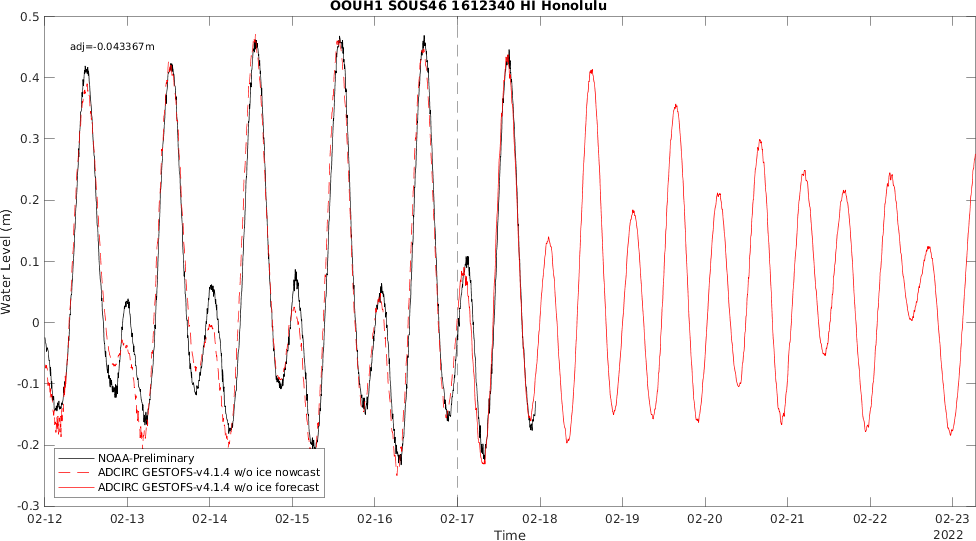 OOUH1 SOUS46 1612340 HI Honolulu
0.5
adj=-0.043367m
0.4
0.3
0.2
0.1
0
-0.1
-0.2
-0.3
Water Level (m)
NOAA-Preliminary
ADCIRC GESTOFS-v4.1.4 w/o ice nowcast
ADCIRC GESTOFS-v4.1.4 w/o ice forecast
02-12 02-13 02-14 02-15 02-16 02-17 02-18 02-19 02-20 02-21 02-22 02-23
Time
2022